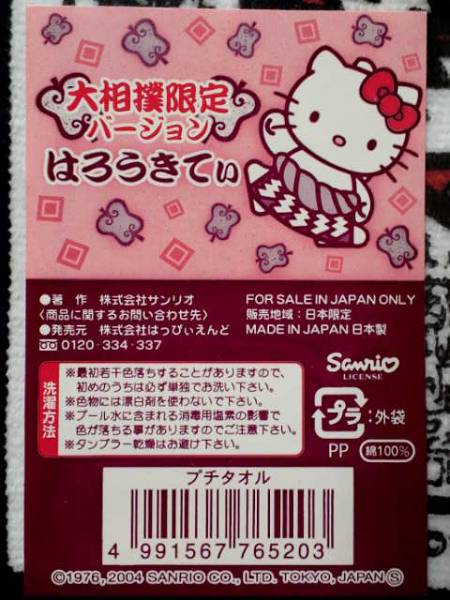 大相撲限定
バージョン
はろうきてぃ
●著 作 株式会社サンリオ
〈商品に関するお問い合わせ先〉
●発売元 株式会社はっぴぃえんど
0120-334-337
FOR SALE IN JAPAN ONLY
販売地域:日本限定
MADE IN JAPAN 日本製
洗濯方法
※最初若干色落ちすることがありますので、
初めのうちは必ず単独でお洗い下さい。
※色物には漂白剤を使わないで下さい。
※プール水に含まれる消毒用塩素の影響で
色が落ちる事がありますのでご注意下さい。
※タンブラー乾燥はお避け下さい。
Sanrio
LICENSE
プラ:外袋
PP 綿100%
プチタオル
4 991567 765203
©1976, 2004 SANRIO CO., LTD. TOKYO, JAPAN Ⓢ